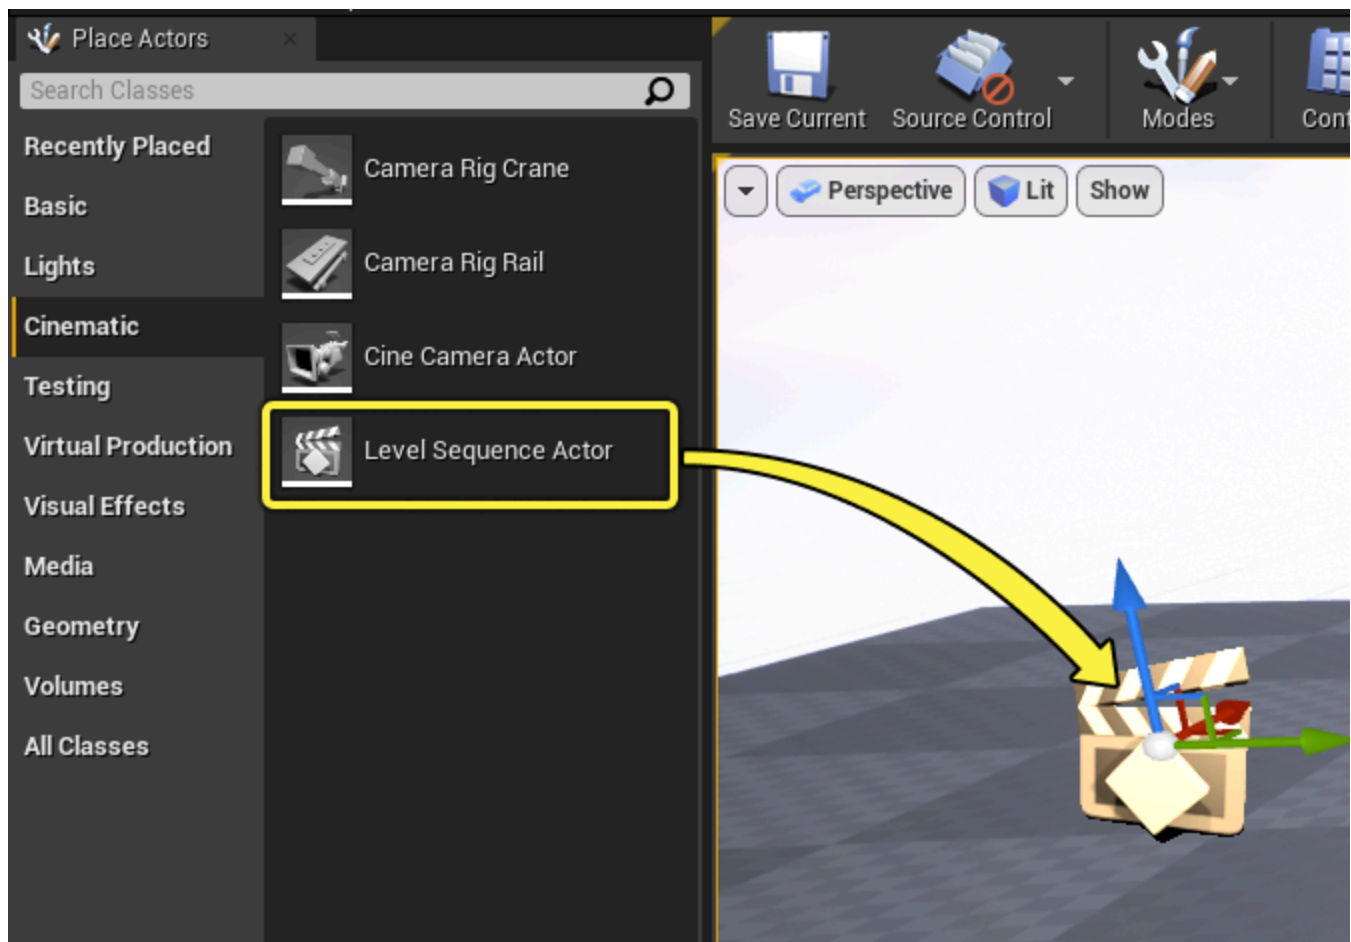 Place Actors
Search Classes
Recently Placed
Basic
Lights
Cinematic
Testing
Virtual Production
Visual Effects
Media
Geometry
Volumes
All Classes
Camera Rig Crane
Camera Rig Rail
Cine Camera Actor
Level Sequence Actor
Save Current
Source Control
Modes
Cont
Perspective
Lit
Show